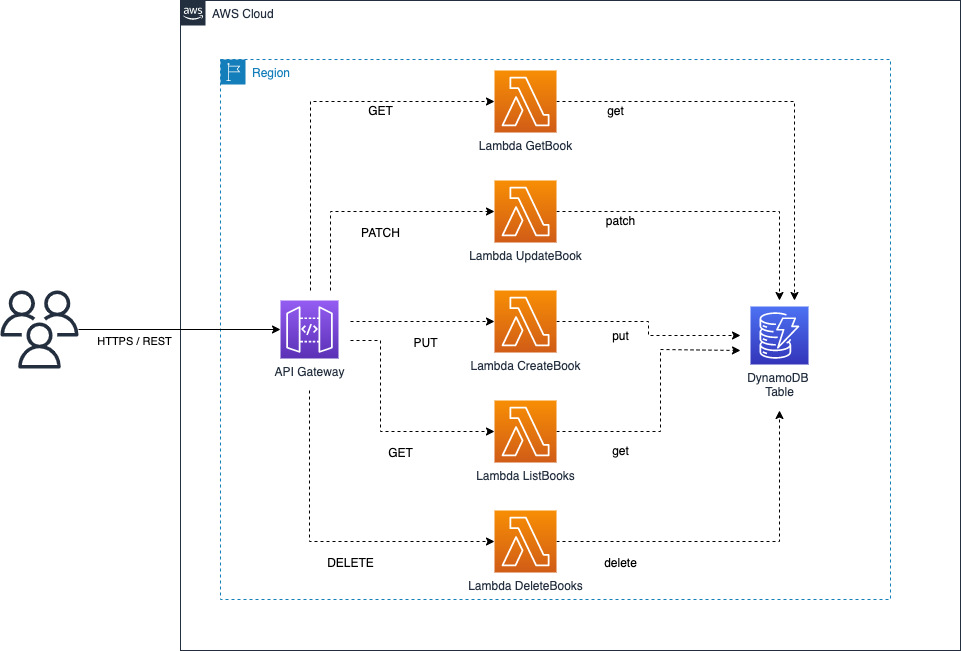 aws
AWS Cloud
Region
GET
get
Lambda GetBook
PATCH
patch
Lambda UpdateBook
HTTPS / REST
API Gateway
PUT
put
Lambda CreateBook
DynamoDB
Table
GET
get
Lambda ListBooks
DELETE
delete
Lambda DeleteBooks